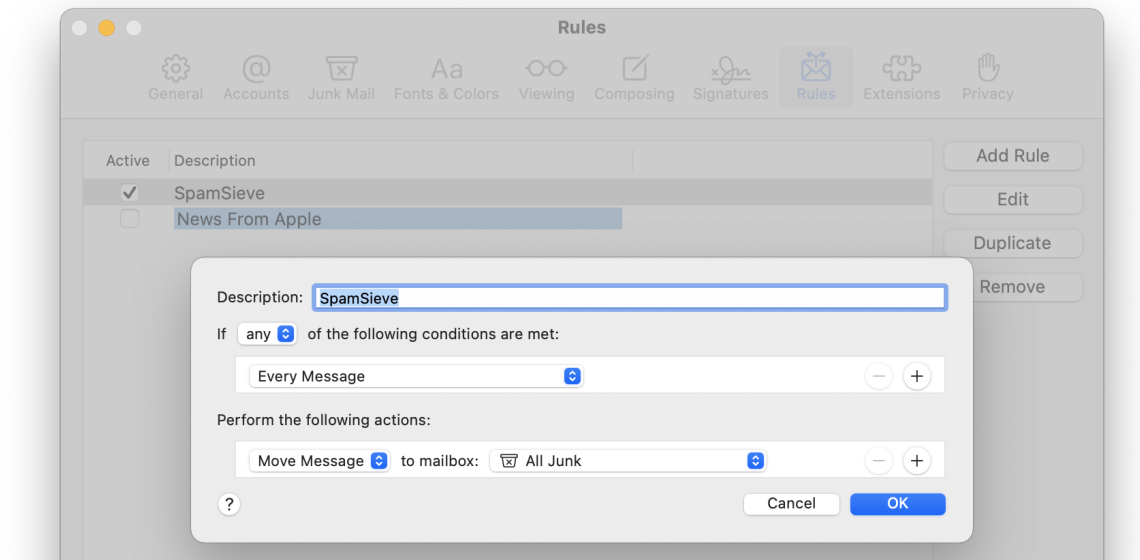 Rules
General Accounts Junk Mail Fonts & Colors Viewing Composing Signatures Rules Extensions Privacy
Active Description
Add Rule
SpamSieve
Edit
News From Apple
Duplicate
Remove
Description: SpamSieve
If any of the following conditions are met:
Every Message
Perform the following actions:
Move Message to mailbox: All Junk
? Cancel OK